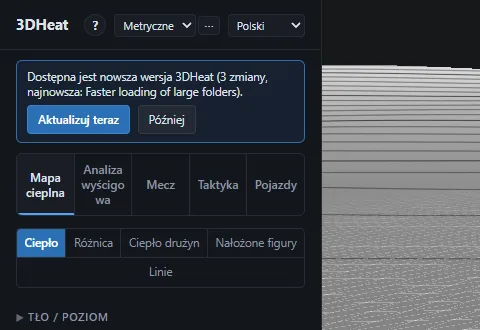 3DHeat ? Metryczne ... Polski
Dostępna jest nowsza wersja 3DHeat (3 zmiany,
najnowsza: Faster loading of large folders).
Aktualizuj teraz Później
Mapa
cieplna
Analiza
wyścigo
wa
Mecz
Taktyka
Pojazdy
Ciepło Różnica Ciepło drużyn Nałożone figury
Linie
▶ TŁO / POZIOM